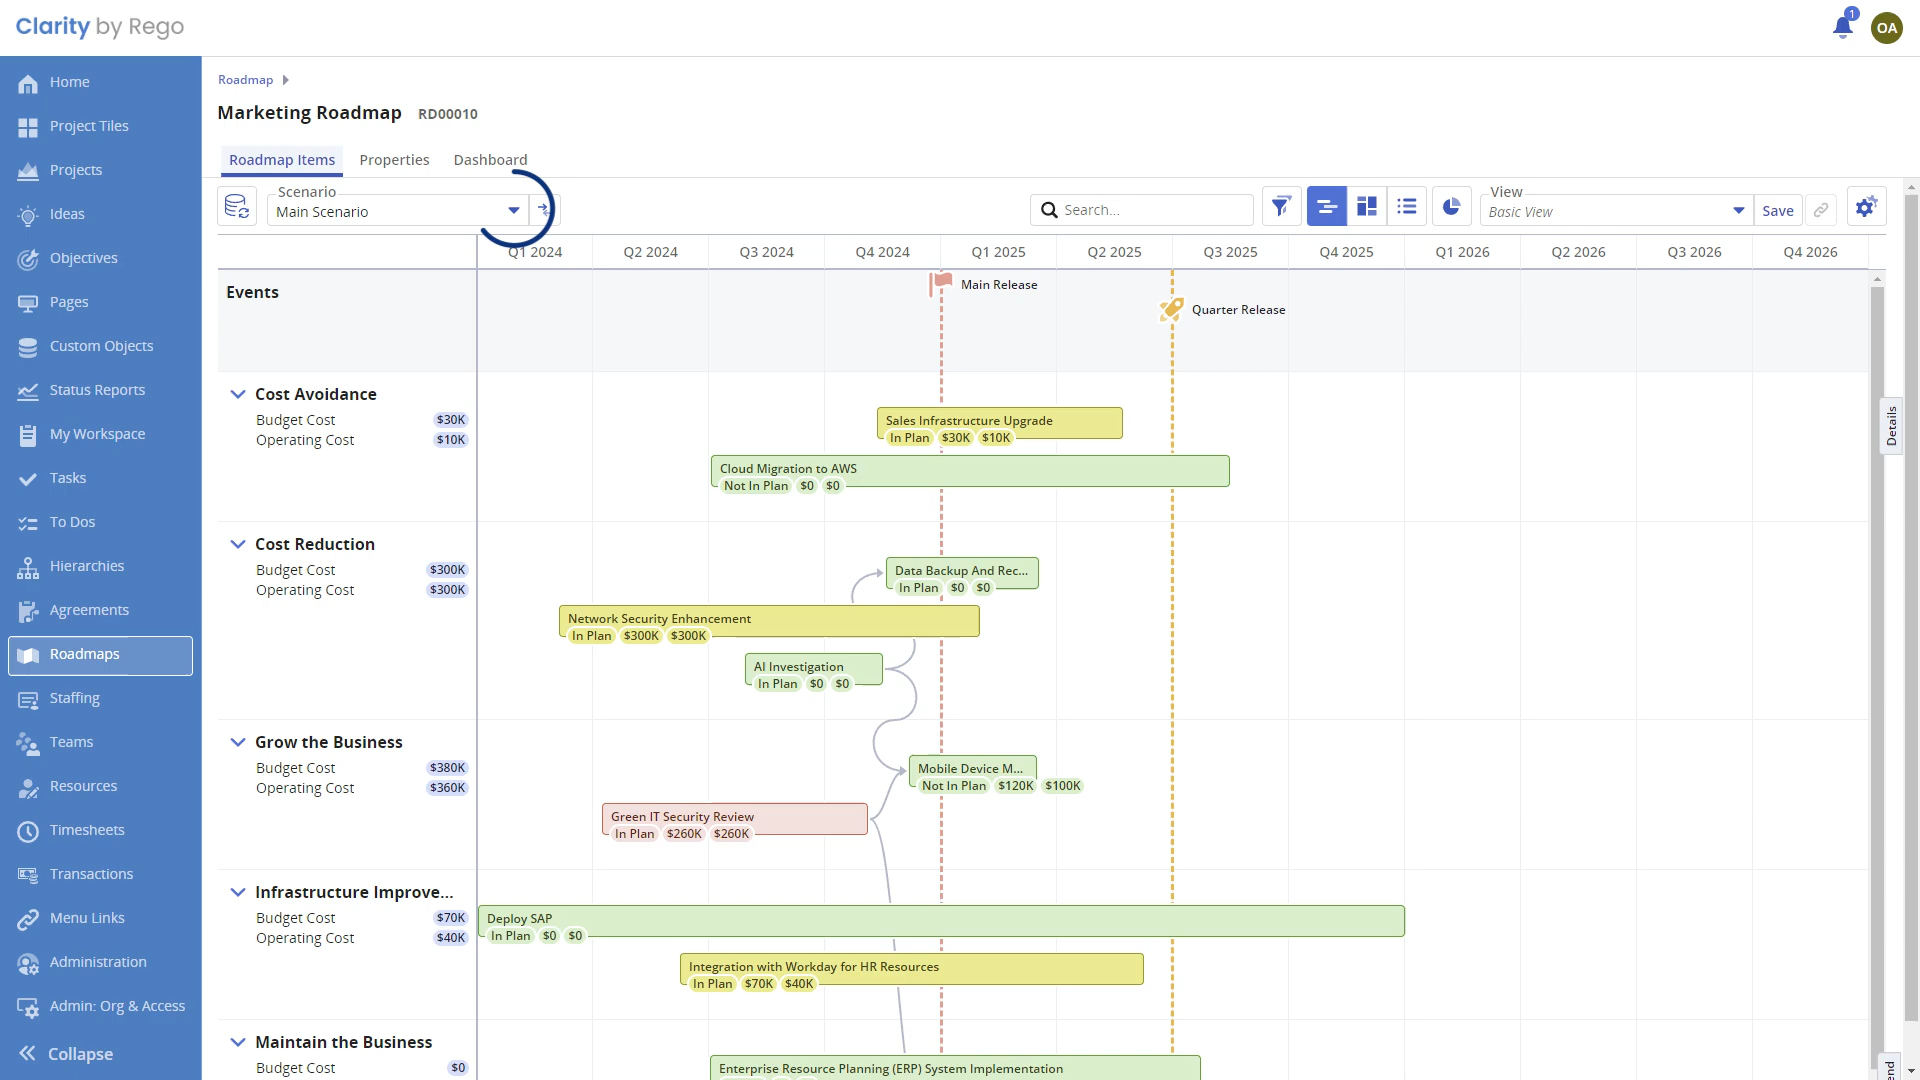 Clarity by Rego
1
OA
Home
Project Tiles
Projects
Ideas
Objectives
Pages
Custom Objects
Status Reports
My Workspace
Tasks
To Dos
Hierarchies
Agreements
Roadmaps
Staffing
Teams
Resources
Timesheets
Transactions
Menu Links
Administration
Admin: Org & Access
Collapse
Roadmap
Marketing Roadmap RD00010
Roadmap Items Properties Dashboard
Scenario
Main Scenario
Search...
View
Basic View
Save
Q1 2024 Q2 2024 Q3 2024 Q4 2024 Q1 2025 Q2 2025 Q3 2025 Q4 2025 Q1 2026 Q2 2026 Q3 2026 Q4 2026
Events
Main Release
Quarter Release
Cost Avoidance
Budget Cost $30K
Operating Cost $10K
Sales Infrastructure Upgrade
In Plan $30K $10K
Cloud Migration to AWS
Not In Plan $0 $0
Cost Reduction
Budget Cost $300K
Operating Cost $300K
Data Backup And Rec...
In Plan $0 $0
Network Security Enhancement
In Plan $300K $300K
AI Investigation
In Plan $0 $0
Grow the Business
Budget Cost $380K
Operating Cost $360K
Mobile Device M...
Not In Plan $120K $100K
Green IT Security Review
In Plan $260K $260K
Infrastructure Improve...
Budget Cost $70K
Operating Cost $40K
Deploy SAP
In Plan $0 $0
Integration with Workday for HR Resources
In Plan $70K $40K
Maintain the Business
Budget Cost $0
Enterprise Resource Planning (ERP) System Implementation
Details